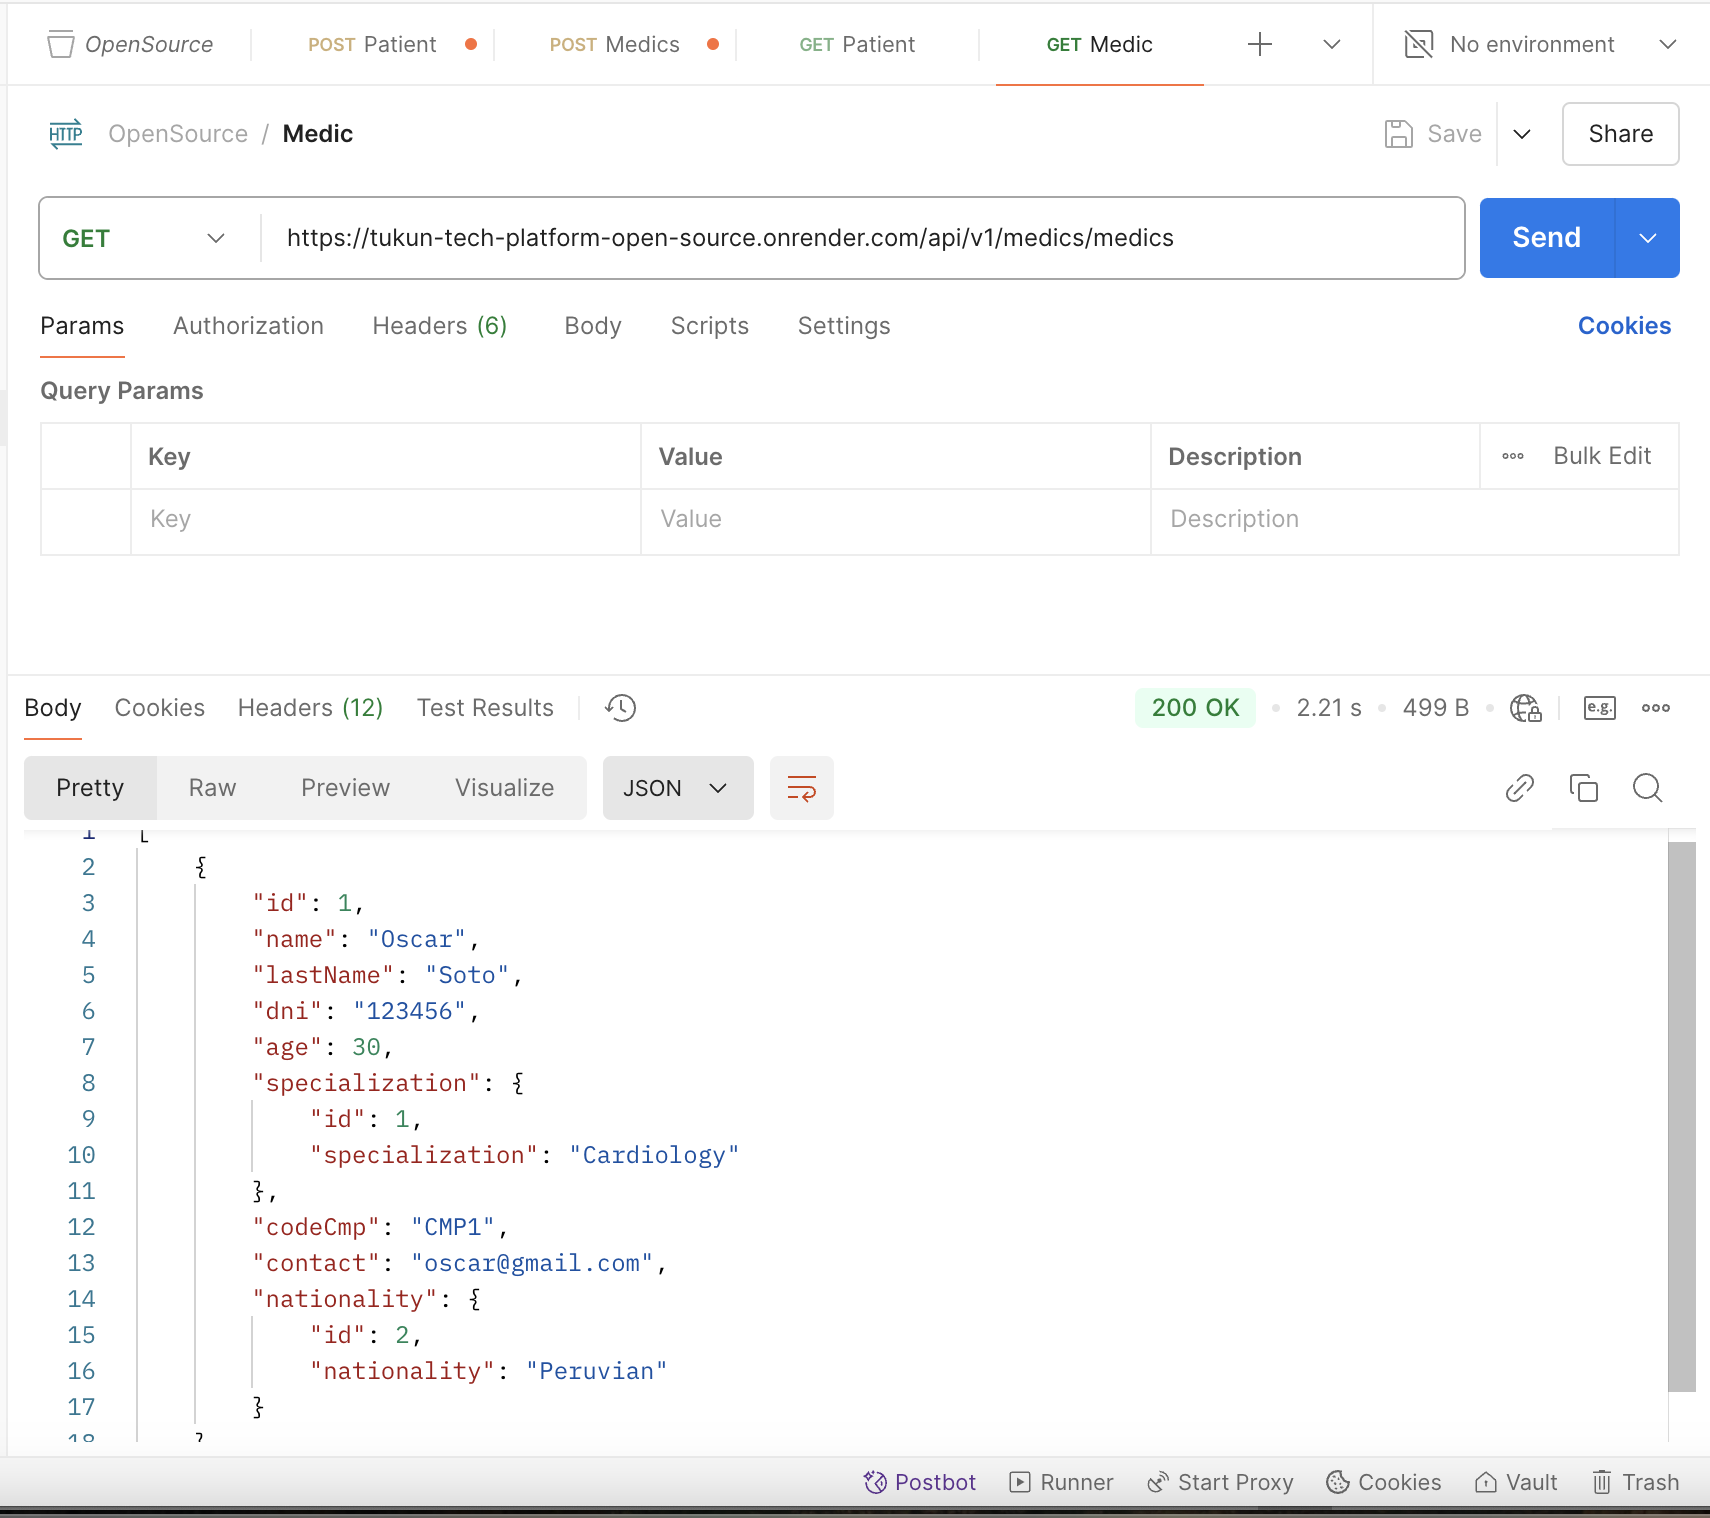 OpenSource POST Patient POST Medics GET Patient GET Medic No environment
HTTP OpenSource / Medic Save Share
GET https://tukun-tech-platform-open-source.onrender.com/api/v1/medics/medics Send
Params Authorization Headers (6) Body Scripts Settings Cookies
Query Params
Key Value Description Bulk Edit
Key Value Description
Body Cookies Headers (12) Test Results 200 OK 2.21 s 499 B e.g.
Pretty Raw Preview Visualize JSON
1 [
2 {
3 "id": 1,
4 "name": "Oscar",
5 "lastName": "Soto",
6 "dni": "123456",
7 "age": 30,
8 "specialization": {
9 "id": 1,
10 "specialization": "Cardiology"
11 },
12 "codeCmp": "CMP1",
13 "contact": "oscar@gmail.com",
14 "nationality": {
15 "id": 2,
16 "nationality": "Peruvian"
17 }
18 }
Postbot Runner Start Proxy Cookies Vault Trash